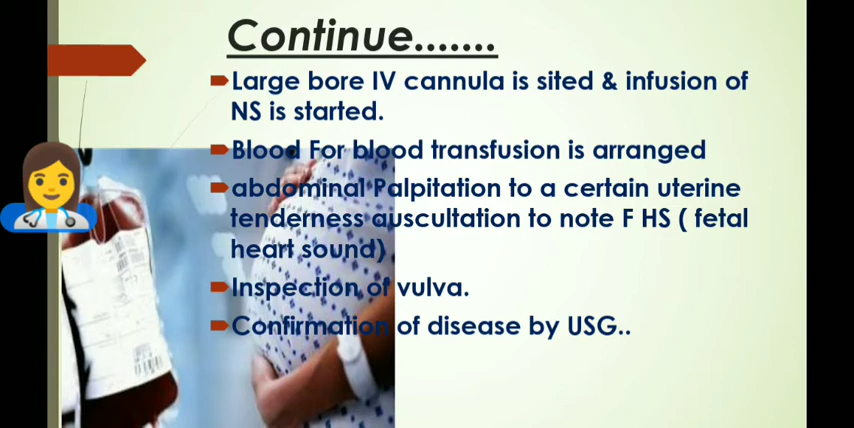 Continue.......
Large bore IV cannula is sited & infusion of
NS is started.
Blood For blood transfusion is arranged
abdominal Palpitation to a certain uterine
tenderness auscultation to note F HS ( fetal
heart sound)
Inspection of vulva.
Confirmation of disease by USG..